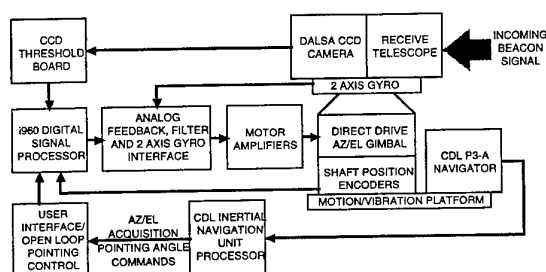 CCD
THRESHOLD
BOARD
DALSA CCD
CAMERA
RECEIVE
TELESCOPE
INCOMING
BEACON
SIGNAL
2 AXIS GYRO
i960 DIGITAL
SIGNAL
PROCESSOR
ANALOG
FEEDBACK, FILTER
AND 2 AXIS GYRO
INTERFACE
MOTOR
AMPLIFIERS
DIRECT DRIVE
AZ/EL GIMBAL
SHAFT POSITION
ENCODERS
CDL P3-A
NAVIGATOR
MOTION/VIBRATION PLATFORM
USER
INTERFACE/
OPEN LOOP
POINTING
CONTROL
AZ/EL
ACQUISITION
POINTING ANGLE
COMMANDS
CDL INERTIAL
NAVIGATION
UNIT
PROCESSOR